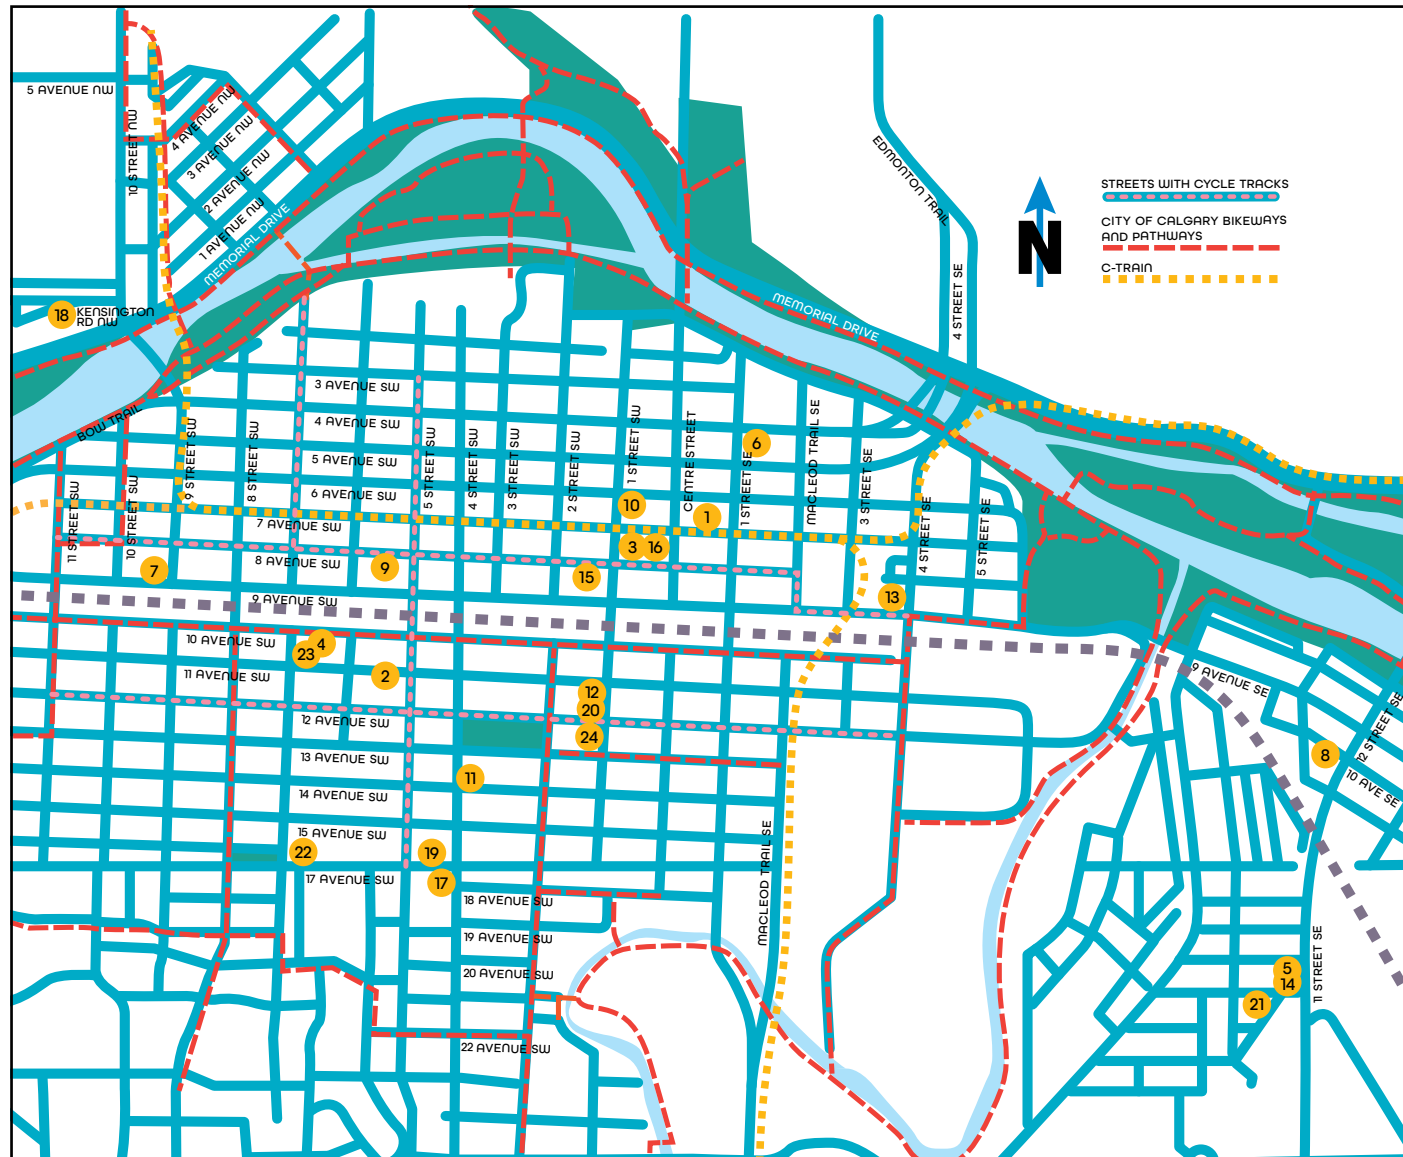 5 AVENUE NW
10 STREET NW
4 AVENUE NW
3 AVENUE NW
2 AVENUE NW
1 AVENUE NW
MEMORIAL DRIVE
EDMONTON TRAIL
4 STREET SE
N
STREETS WITH CYCLE TRACKS
CITY OF CALGARY BIKEWAYS
AND PATHWAYS
C-TRAIN
18
KENSINGTON
RD NW
MEMORIAL DRIVE
BOW TRAIL
3 AVENUE SW
4 AVENUE SW
5 AVENUE SW
6 AVENUE SW
7 AVENUE SW
8 AVENUE SW
9 AVENUE SW
11 STREET SW
10 STREET SW
9 STREET SW
8 STREET SW
5 STREET SW
4 STREET SW
3 STREET SW
2 STREET SW
1 STREET SW
CENTRE STREET
1 STREET SE
MACLEOD TRAIL SE
3 STREET SE
4 STREET SE
5 STREET SE
6
10
1
3
16
7
9
15
13
10 AVENUE SW
4
23
11 AVENUE SW
2
12
20
24
12 AVENUE SW
13 AVENUE SW
11
14 AVENUE SW
15 AVENUE SW
22
19
17
17 AVENUE SW
18 AVENUE SW
19 AVENUE SW
20 AVENUE SW
22 AVENUE SW
MACLEOD TRAIL SE
9 AVENUE SE
12 STREET SE
8
10 AVE SE
11 STREET SE
5
14
21